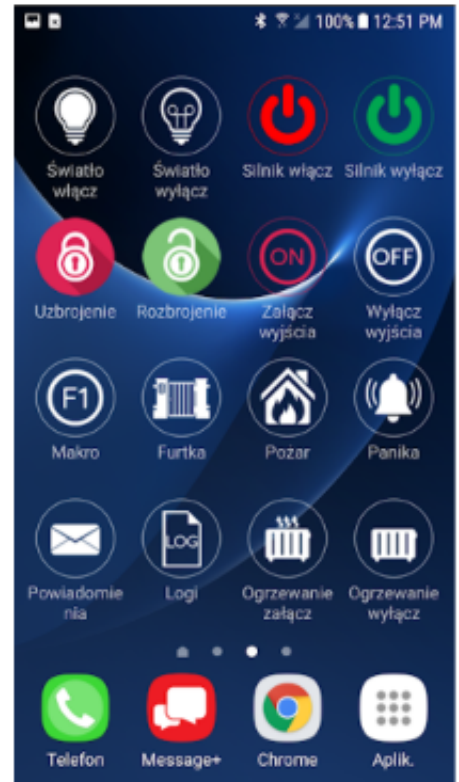 100% 12:51 PM
Światło włącz
Światło wyłącz
Silnik włącz
Silnik wyłącz
Uzbrojenie
Rozbrojenie
ON
Załącz wyjścia
OFF
Wyłącz wyjścia
F1
Makro
Furtka
Pożar
Panika
Powiadomie
nia
LOG
Logi
Ogrzewanie załącz
Ogrzewanie wyłącz
Telefon
Message+
Chrome
Aplik.